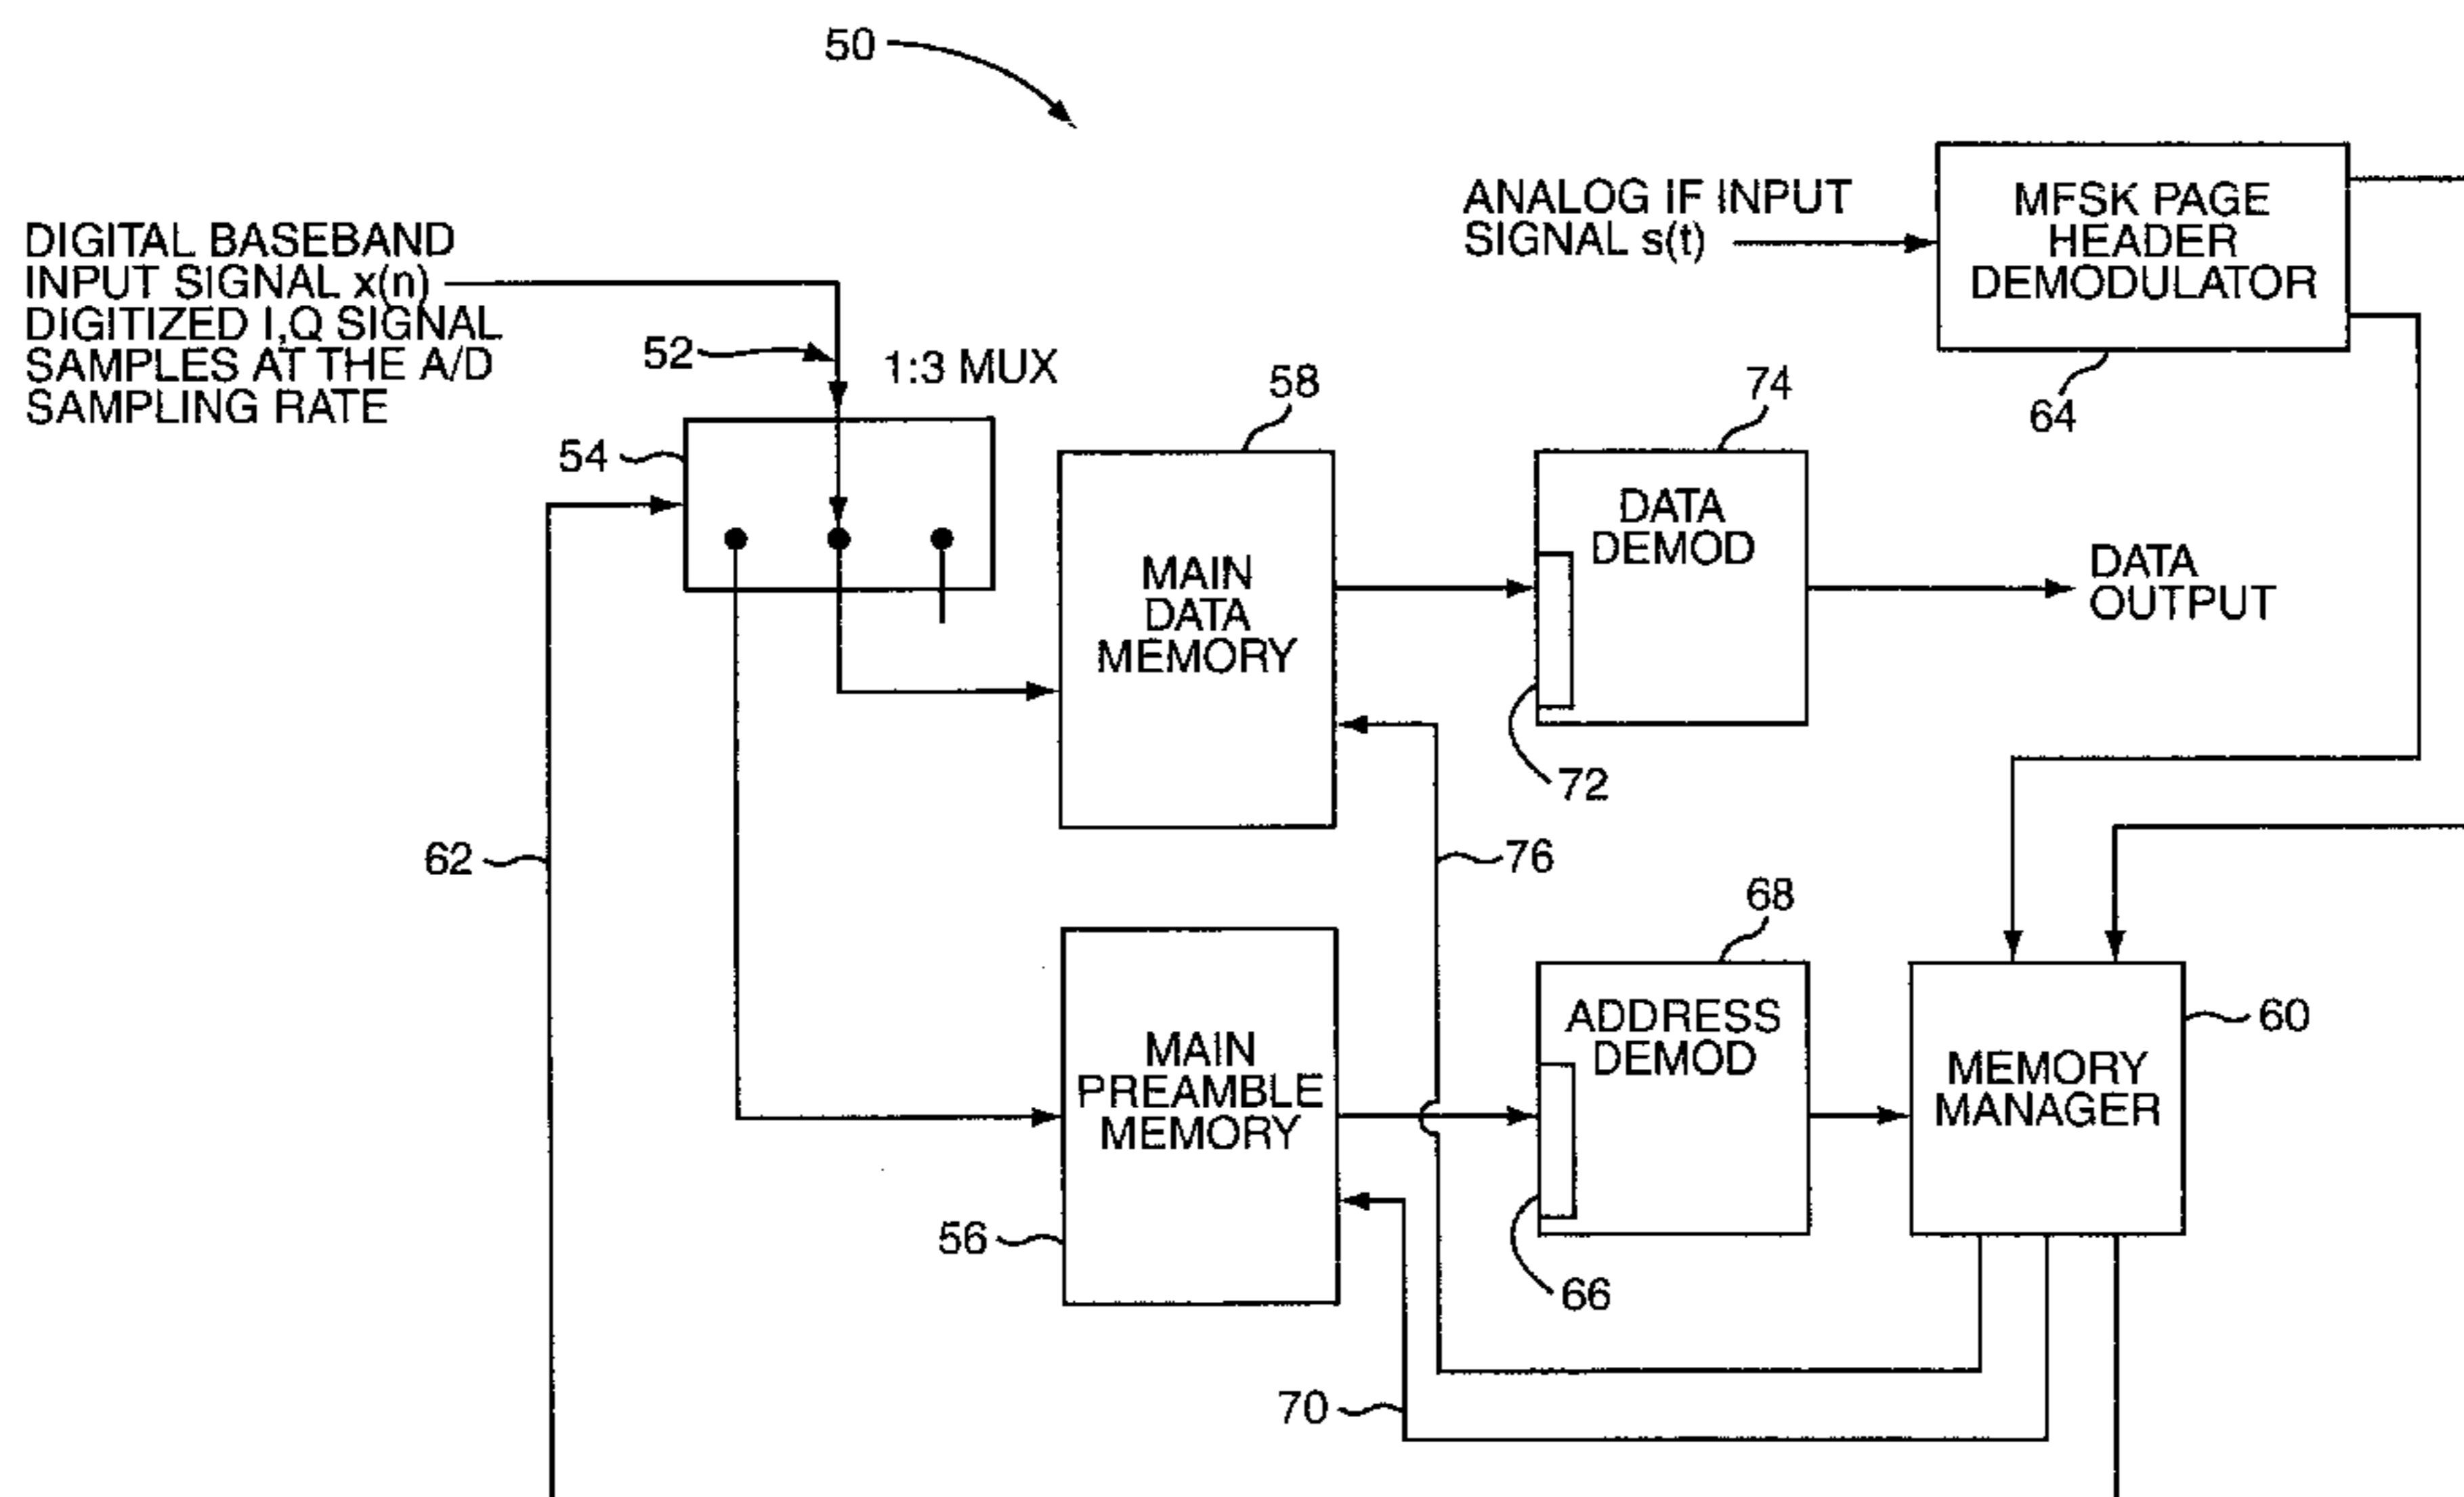 50
DIGITAL BASEBAND
INPUT SIGNAL x(n)
DIGITIZED I,Q SIGNAL
SAMPLES AT THE A/D
SAMPLING RATE
52
1:3 MUX
54
ANALOG IF INPUT
SIGNAL s(t)
MFSK PAGE
HEADER
DEMODULATOR
64
58
MAIN
DATA
MEMORY
74
DATA
DEMOD
72
DATA
OUTPUT
62
76
56
MAIN
PREAMBLE
MEMORY
68
ADDRESS
DEMOD
66
60
MEMORY
MANAGER
70